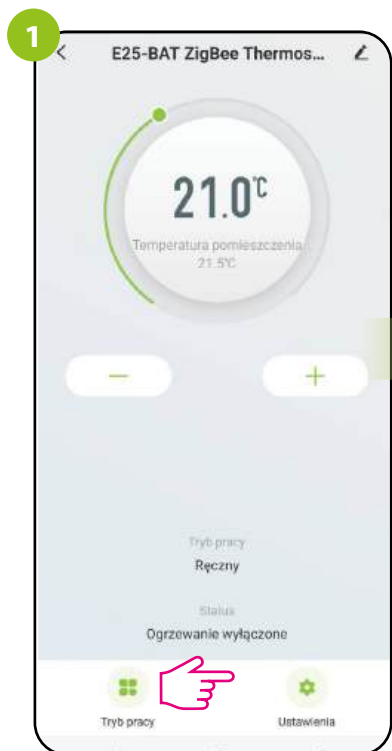 1
< E25-BAT ZigBee Thermos...
21.0°C
Temperatura pomieszczenia
21.5°C
− +
Tryb pracy
Ręczny
Status
Ogrzewanie wyłączone
Tryb pracy Ustawienia